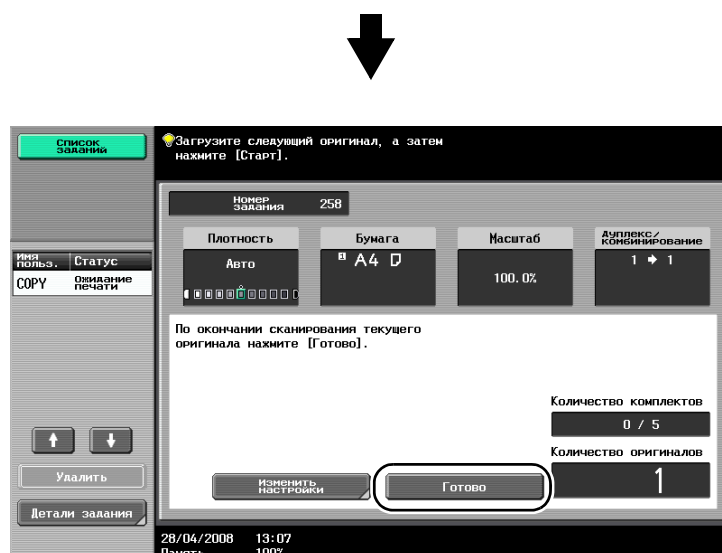 Список
заданий
Загрузите следующий оригинал, а затем
нажмите [Старт].
Номер
задания 258
Плотность Бумага Масштаб Дуплекс/
комбинирование
Имя
польз. Статус
Авто A4 100.0% 1 → 1
COPY Ожидание
печати
По окончании сканирования текущего
оригинала нажмите [Готово].
Количество комплектов
0 / 5
Количество оригиналов
1
Удалить
Изменить
настройки
Готово
Детали задания
28/04/2008 13:07
Память 100%